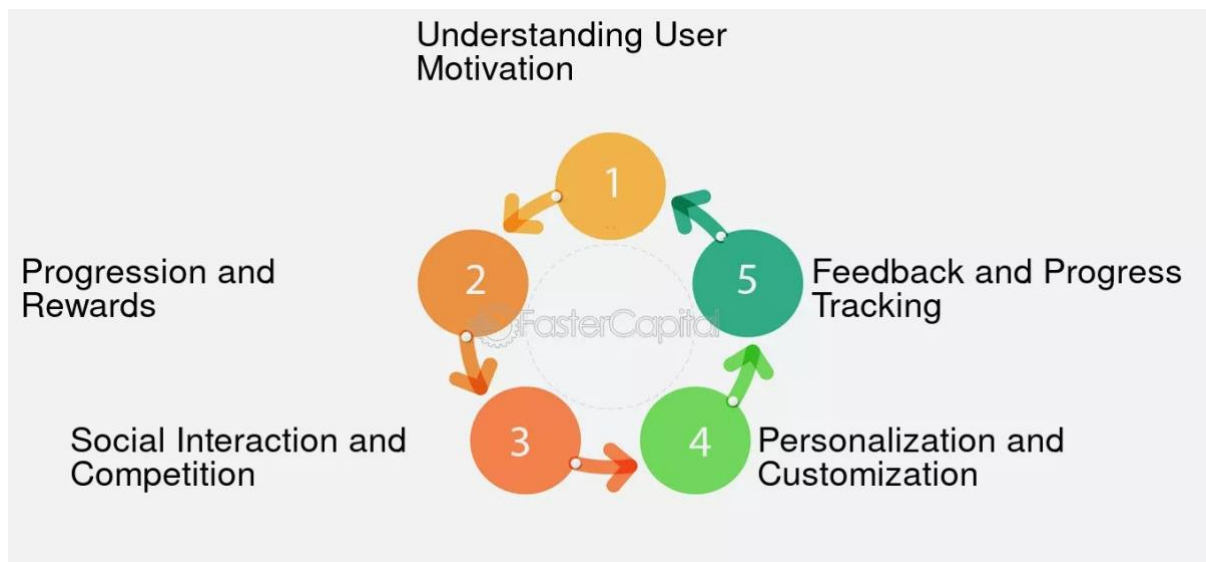 Understanding User
Motivation
1
2
5
Progression and
Rewards
Feedback and Progress
Tracking
FasterCapital
3
4
Social Interaction and
Competition
Personalization and
Customization